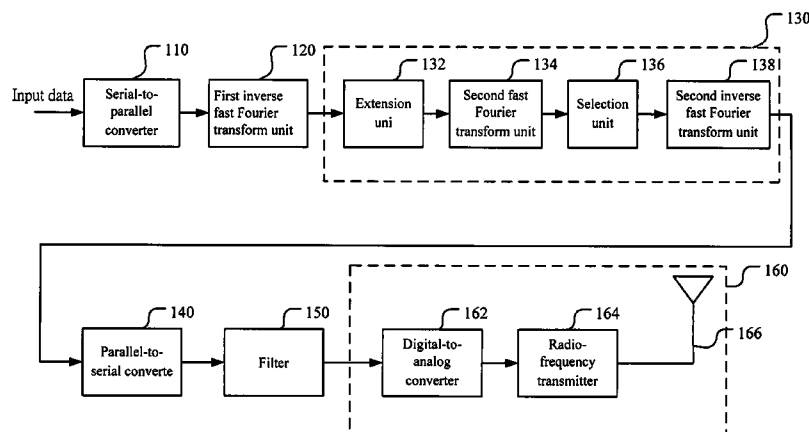 130
110
120
132
134
136
138
Input data
Serial-to-
parallel
converter
First inverse
fast Fourier
transform unit
Extension
uni
Second fast
Fourier
transform unit
Selection
unit
Second inverse
fast Fourier
transform unit
160
140
150
162
164
166
Parallel-to-
serial converte
Filter
Digital-to-
analog
converter
Radio-
frequency
transmitter